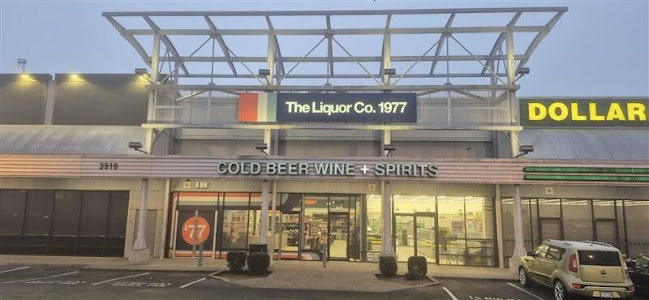 The Liquor Co. 1977
DOLLAR
3510
COLD BEER WINE + SPIRITS
'77